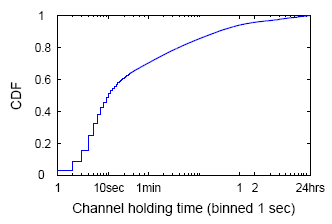 1
0.8
0.6
0.4
0.2
0
CDF
1 10sec 1min 1 2 24hrs
Channel holding time (binned 1 sec)